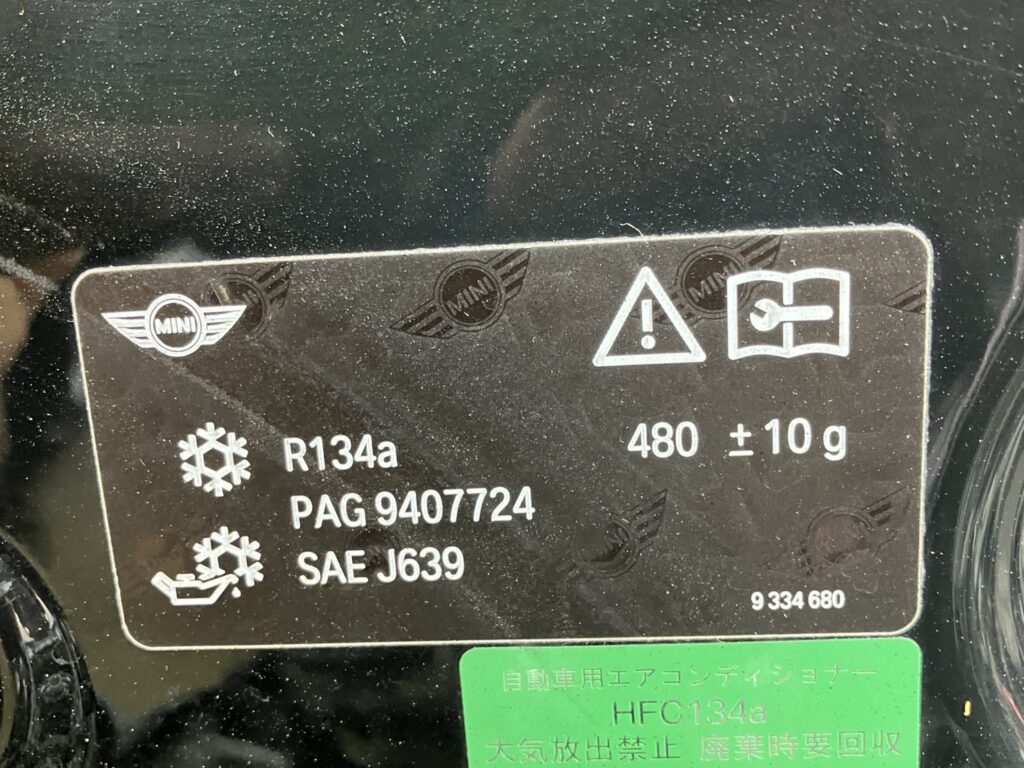 MINI
R134a 480 ±10 g
PAG 9407724
SAE J639
9 334 680
自動車用エアコンディショナー
HFC134a
大気放出禁止 廃棄時要回収